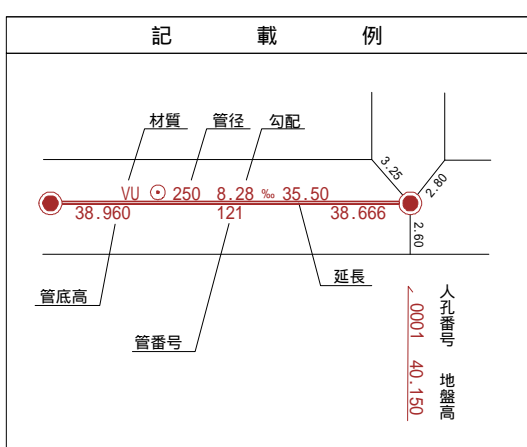 記載例
材質 管径 勾配
VU ⊙ 250 8.28 ‰ 35.50
38.960 121 38.666
3.25
2.80
2.60
延長
管底高
管番号
人孔番号 地盤高
0001 40.150